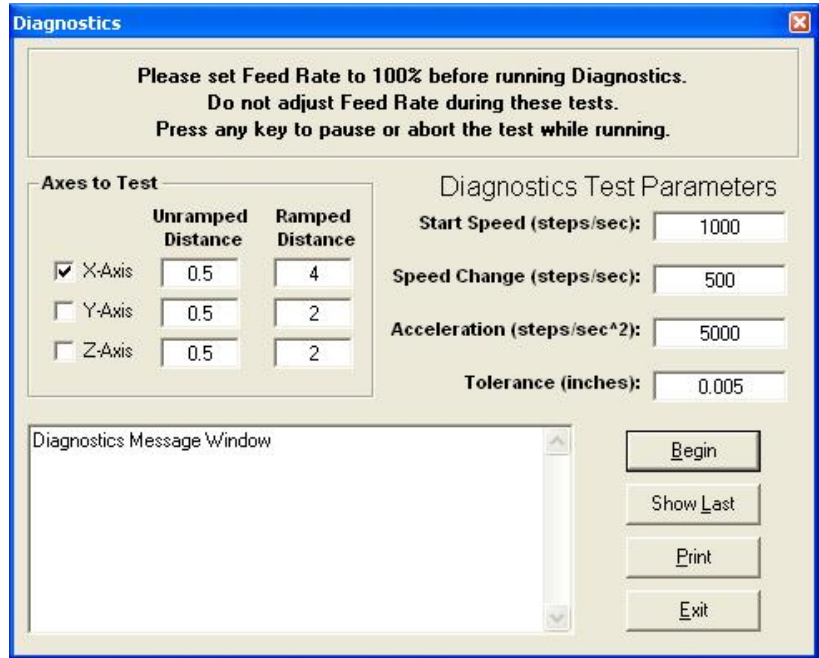 Diagnostics
Please set Feed Rate to 100% before running Diagnostics.
Do not adjust Feed Rate during these tests.
Press any key to pause or abort the test while running.
Axes to Test
Unramped Distance
Ramped Distance
X-Axis 0.5 4
Y-Axis 0.5 2
Z-Axis 0.5 2
Diagnostics Test Parameters
Start Speed (steps/sec): 1000
Speed Change (steps/sec): 500
Acceleration (steps/sec^2): 5000
Tolerance (inches): 0.005
Diagnostics Message Window
Begin
Show Last
Print
Exit